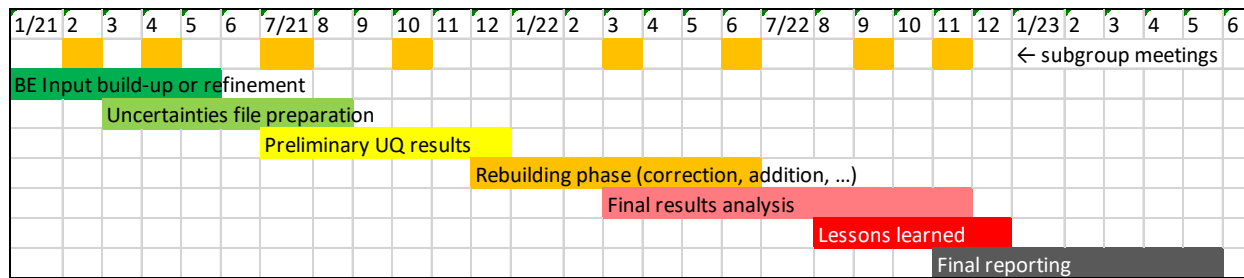 1/21 2 3 4 5 6 7/21 8 9 10 11 12 1/22 2 3 4 5 6 7/22 8 9 10 11 12 1/23 2 3 4 5 6
← subgroup meetings
BE Input build-up or refinement
Uncertainties file preparation
Preliminary UQ results
Rebuilding phase (correction, addition, ...)
Final results analysis
Lessons learned
Final reporting